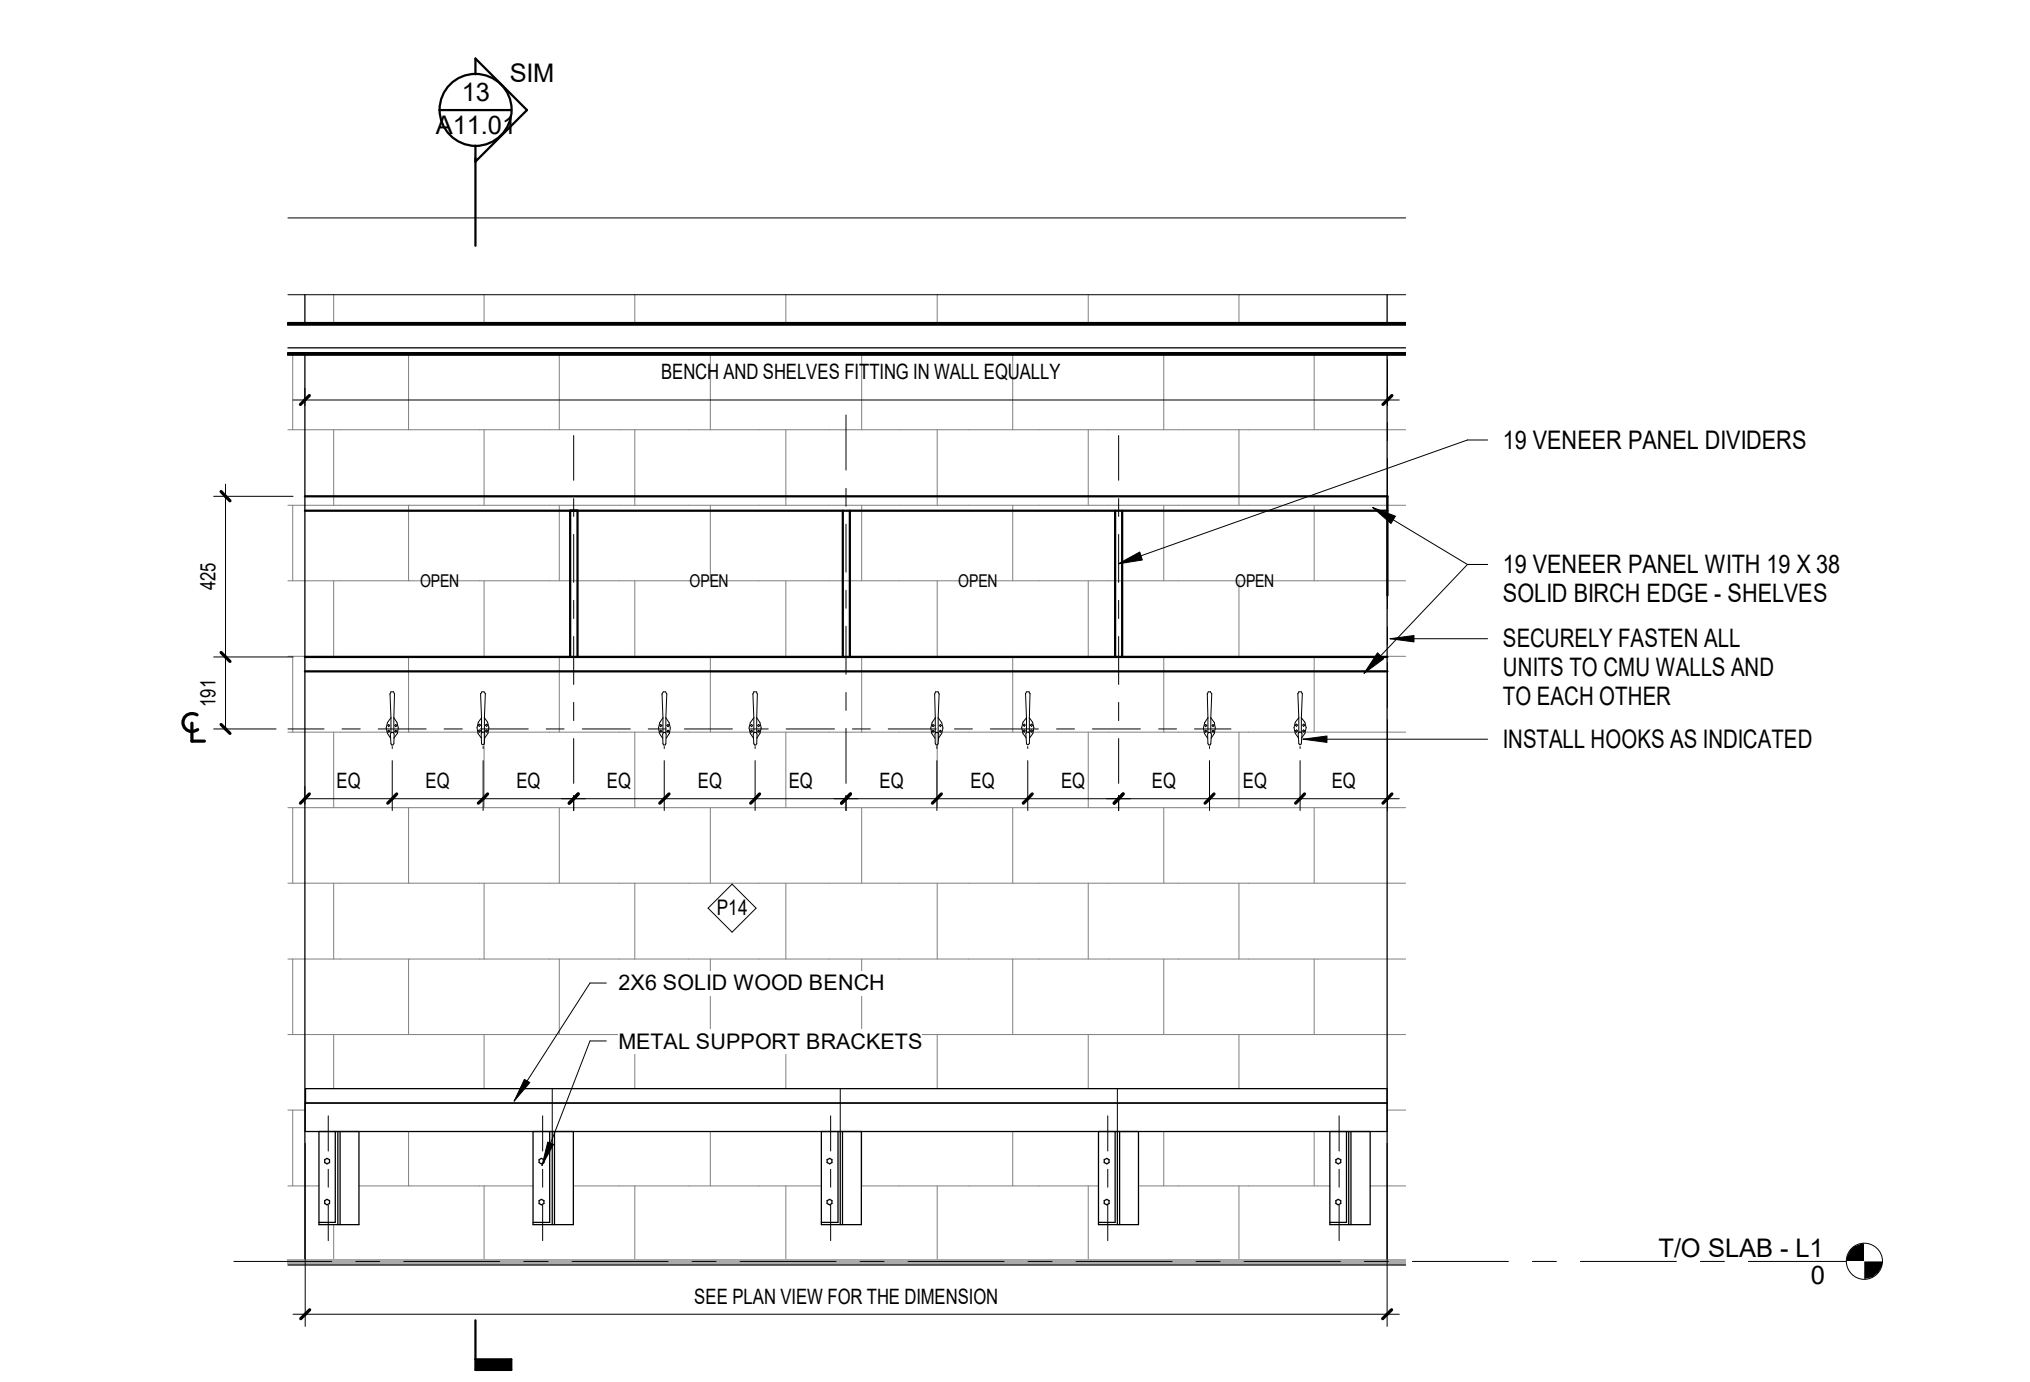 SIM
13
A11.01
BENCH AND SHELVES FITTING IN WALL EQUALLY
19 VENEER PANEL DIVIDERS
425
OPEN
OPEN
OPEN
OPEN
19 VENEER PANEL WITH 19 X 38
SOLID BIRCH EDGE - SHELVES
SECURELY FASTEN ALL
UNITS TO CMU WALLS AND
TO EACH OTHER
191
INSTALL HOOKS AS INDICATED
EQ
EQ
EQ
EQ
EQ
EQ
EQ
EQ
EQ
EQ
EQ
EQ
P14
2X6 SOLID WOOD BENCH
METAL SUPPORT BRACKETS
T/O SLAB - L1
0
SEE PLAN VIEW FOR THE DIMENSION